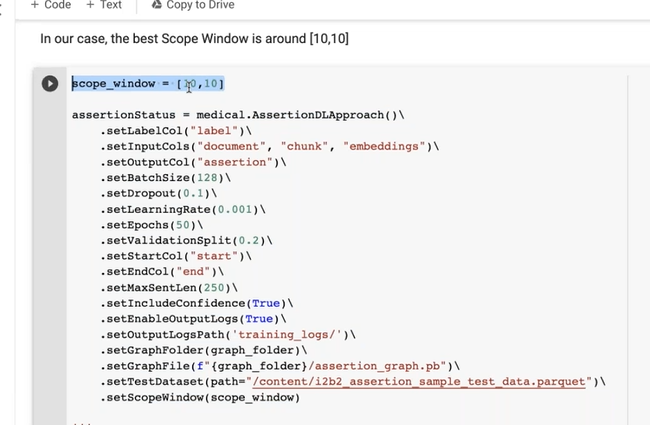 + Code + Text Copy to Drive
In our case, the best Scope Window is around [10,10]
scope_window = [10,10]
assertionStatus = medical.AssertionDLApproach()\
.setLabelCol("label")\
.setInputCols("document", "chunk", "embeddings")\
.setOutputCol("assertion")\
.setBatchSize(128)\
.setDropout(0.1)\
.setLearningRate(0.001)\
.setEpochs(50)\
.setValidationSplit(0.2)\
.setStartCol("start")\
.setEndCol("end")\
.setMaxSentLen(250)\
.setIncludeConfidence(True)\
.setEnableOutputLogs(True)\
.setOutputLogsPath('training_logs/')\
.setGraphFolder(graph_folder)\
.setGraphFile(f"{graph_folder}/assertion_graph.pb")\
.setTestDataset(path="/content/i2b2_assertion_sample_test_data.parquet")\
.setScopeWindow(scope_window)